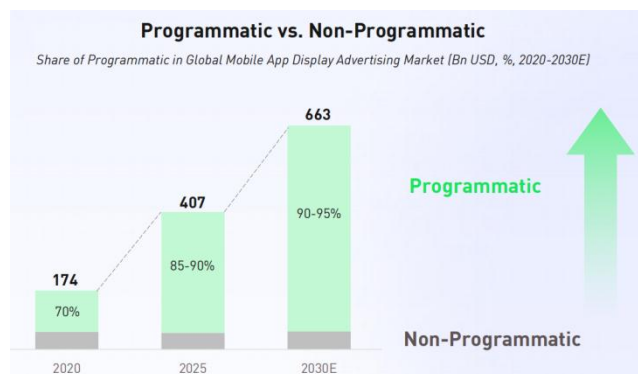 Programmatic vs. Non-Programmatic
Share of Programmatic in Global Mobile App Display Advertising Market (Bn USD, %, 2020-2030E)
663
407
174
90-95%
85-90%
70%
Programmatic
Non-Programmatic
2020
2025
2030E